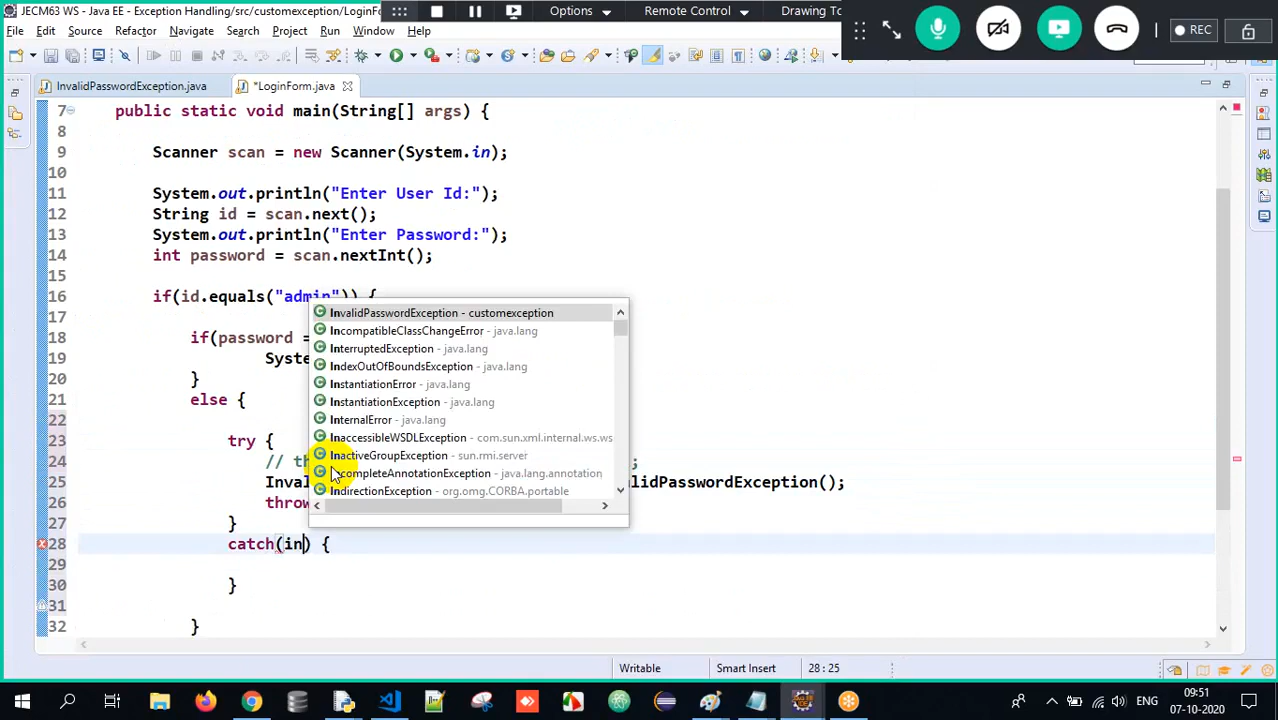 JECM63 WS - Java EE - Exception Handling/src/customexception/LoginForm
Options
Remote Control
Drawing To
REC
File Edit Source Refactor Navigate Search Project Run Window Help
InvalidPasswordException.java
*LoginForm.java
7 public static void main(String[] args) {
8
9 Scanner scan = new Scanner(System.in);
10
11 System.out.println("Enter User Id:");
12 String id = scan.next();
13 System.out.println("Enter Password:");
14 int password = scan.nextInt();
15
16 if(id.equals("admin")) {
InvalidPasswordException - customexception
IncompatibleClassChangeError - java.lang
InterruptedException - java.lang
IndexOutOfBoundsException - java.lang
InstantiationError - java.lang
InstantiationException - java.lang
InternalError - java.lang
InaccessibleWSDLException - com.sun.xml.internal.ws.ws
InactiveGroupException - sun.rmi.server
completeAnnotationException - java.lang.annotation
IndirectionException - org.omg.CORBA.portable
17
18 if(password =
19 Syste
20 }
21 else {
22
23 try {
24 // th ;
25 Inva lidPasswordException();
26 throw
27 }
28 catch(in) {
29
30 }
31
32 }
Writable Smart Insert 28 : 25
ENG
09:51
07-10-2020